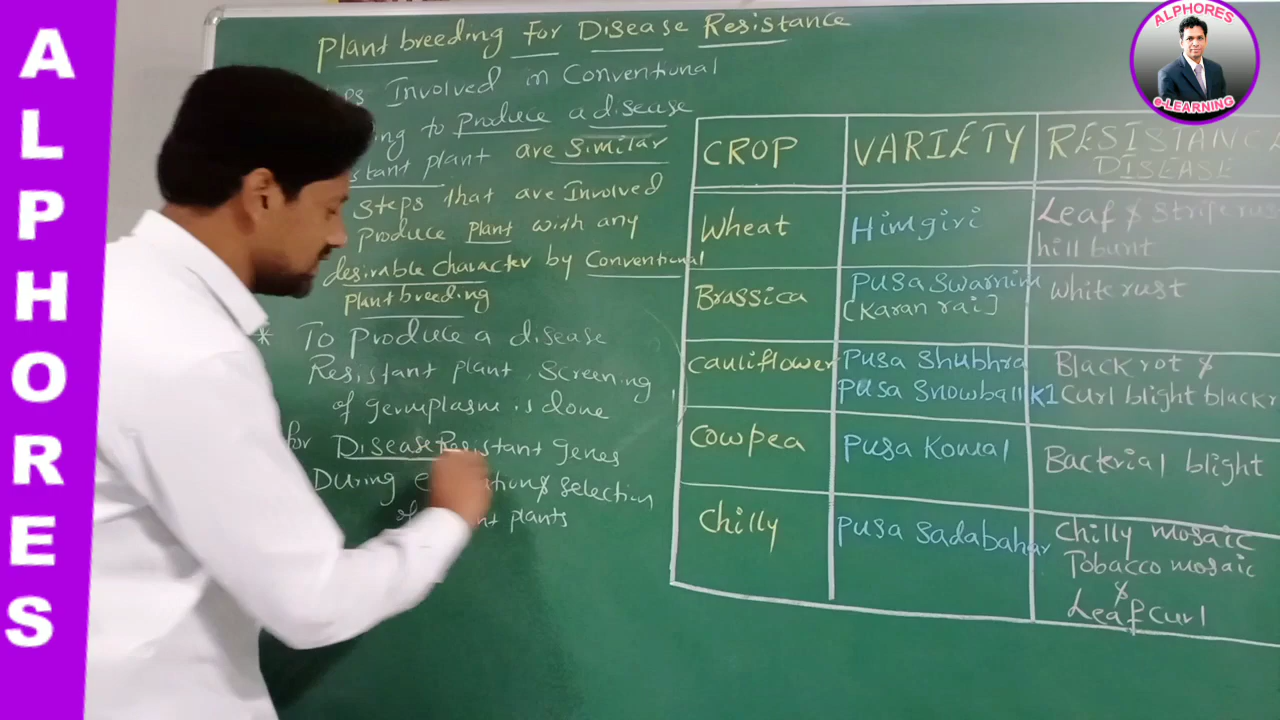 ALPHORES
ALPHORES
e-LEARNING
Plant breeding For Disease Resistance
Involved in Conventional
to Produce a disease
plant are similar
steps that are involved
produce plant with any
desirable character by Conventional
plant breeding
* To Produce a disease
Resistant plant, screening
of germplasm is done
for Disease Resistant genes
During selection
of plants
CROP VARIETY RESISTANCE
DISEASE
Wheat Himgiri Leaf & stripe
hill bunt
Brassica Pusa Swarnim White rust
[Karan rai]
Cauliflower Pusa Shubhra Black rot &
Pusa Snowball K1 Curl blight black
Cowpea Pusa Komal Bacterial blight
Chilly Pusa Sadabahar Chilly mosaic
Tobacco mosaic
&
Leaf curl